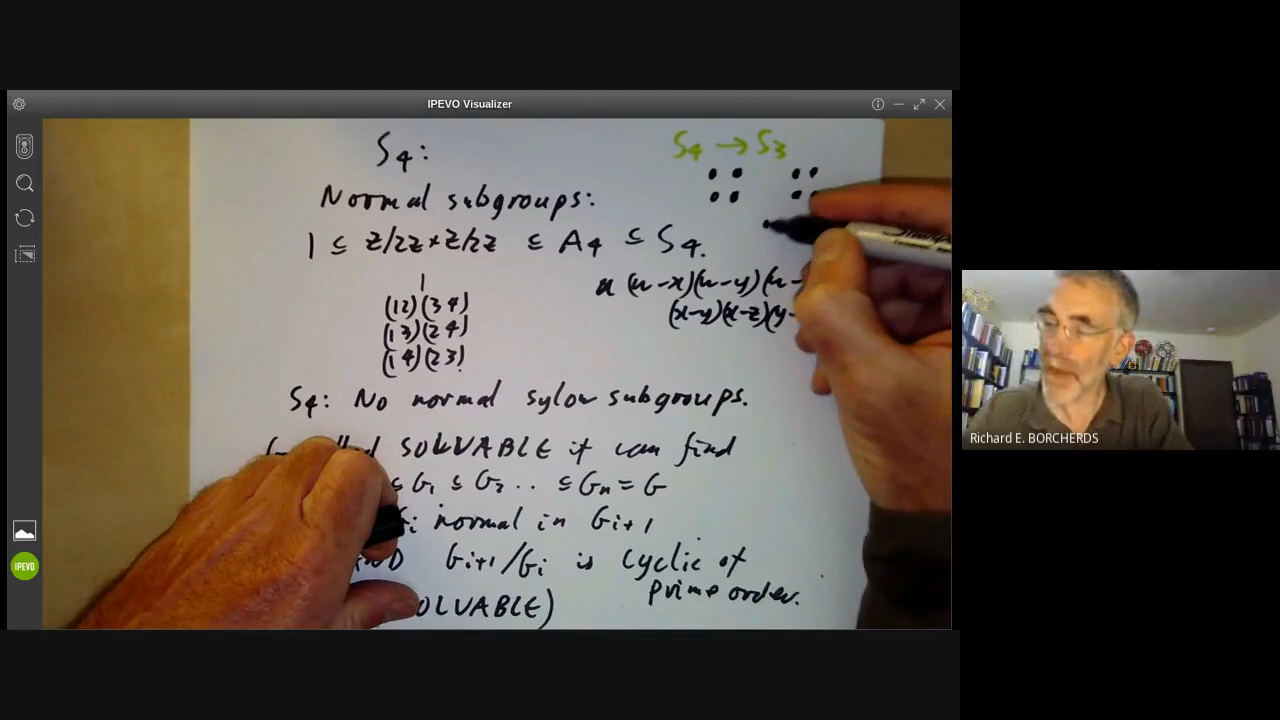 IPEVO Visualizer
S4:
S4 → S3
Normal subgroups:
1 ≤ Z/2Z × Z/2Z ≤ A4 ≤ S4.
1
(12)(34)
(13)(24)
(14)(23)
(w-x)(w-y)(w-
(x-y)(x-z)(y-
S4: No normal sylow subgroups.
SOLVABLE if can find
≤ G1 ≤ G2 .. ≤ Gn = G
Gi normal in Gi+1
AND Gi+1/Gi is cyclic of
prime order.
OLVABLE)
IPEVO
Richard E. BORCHERDS